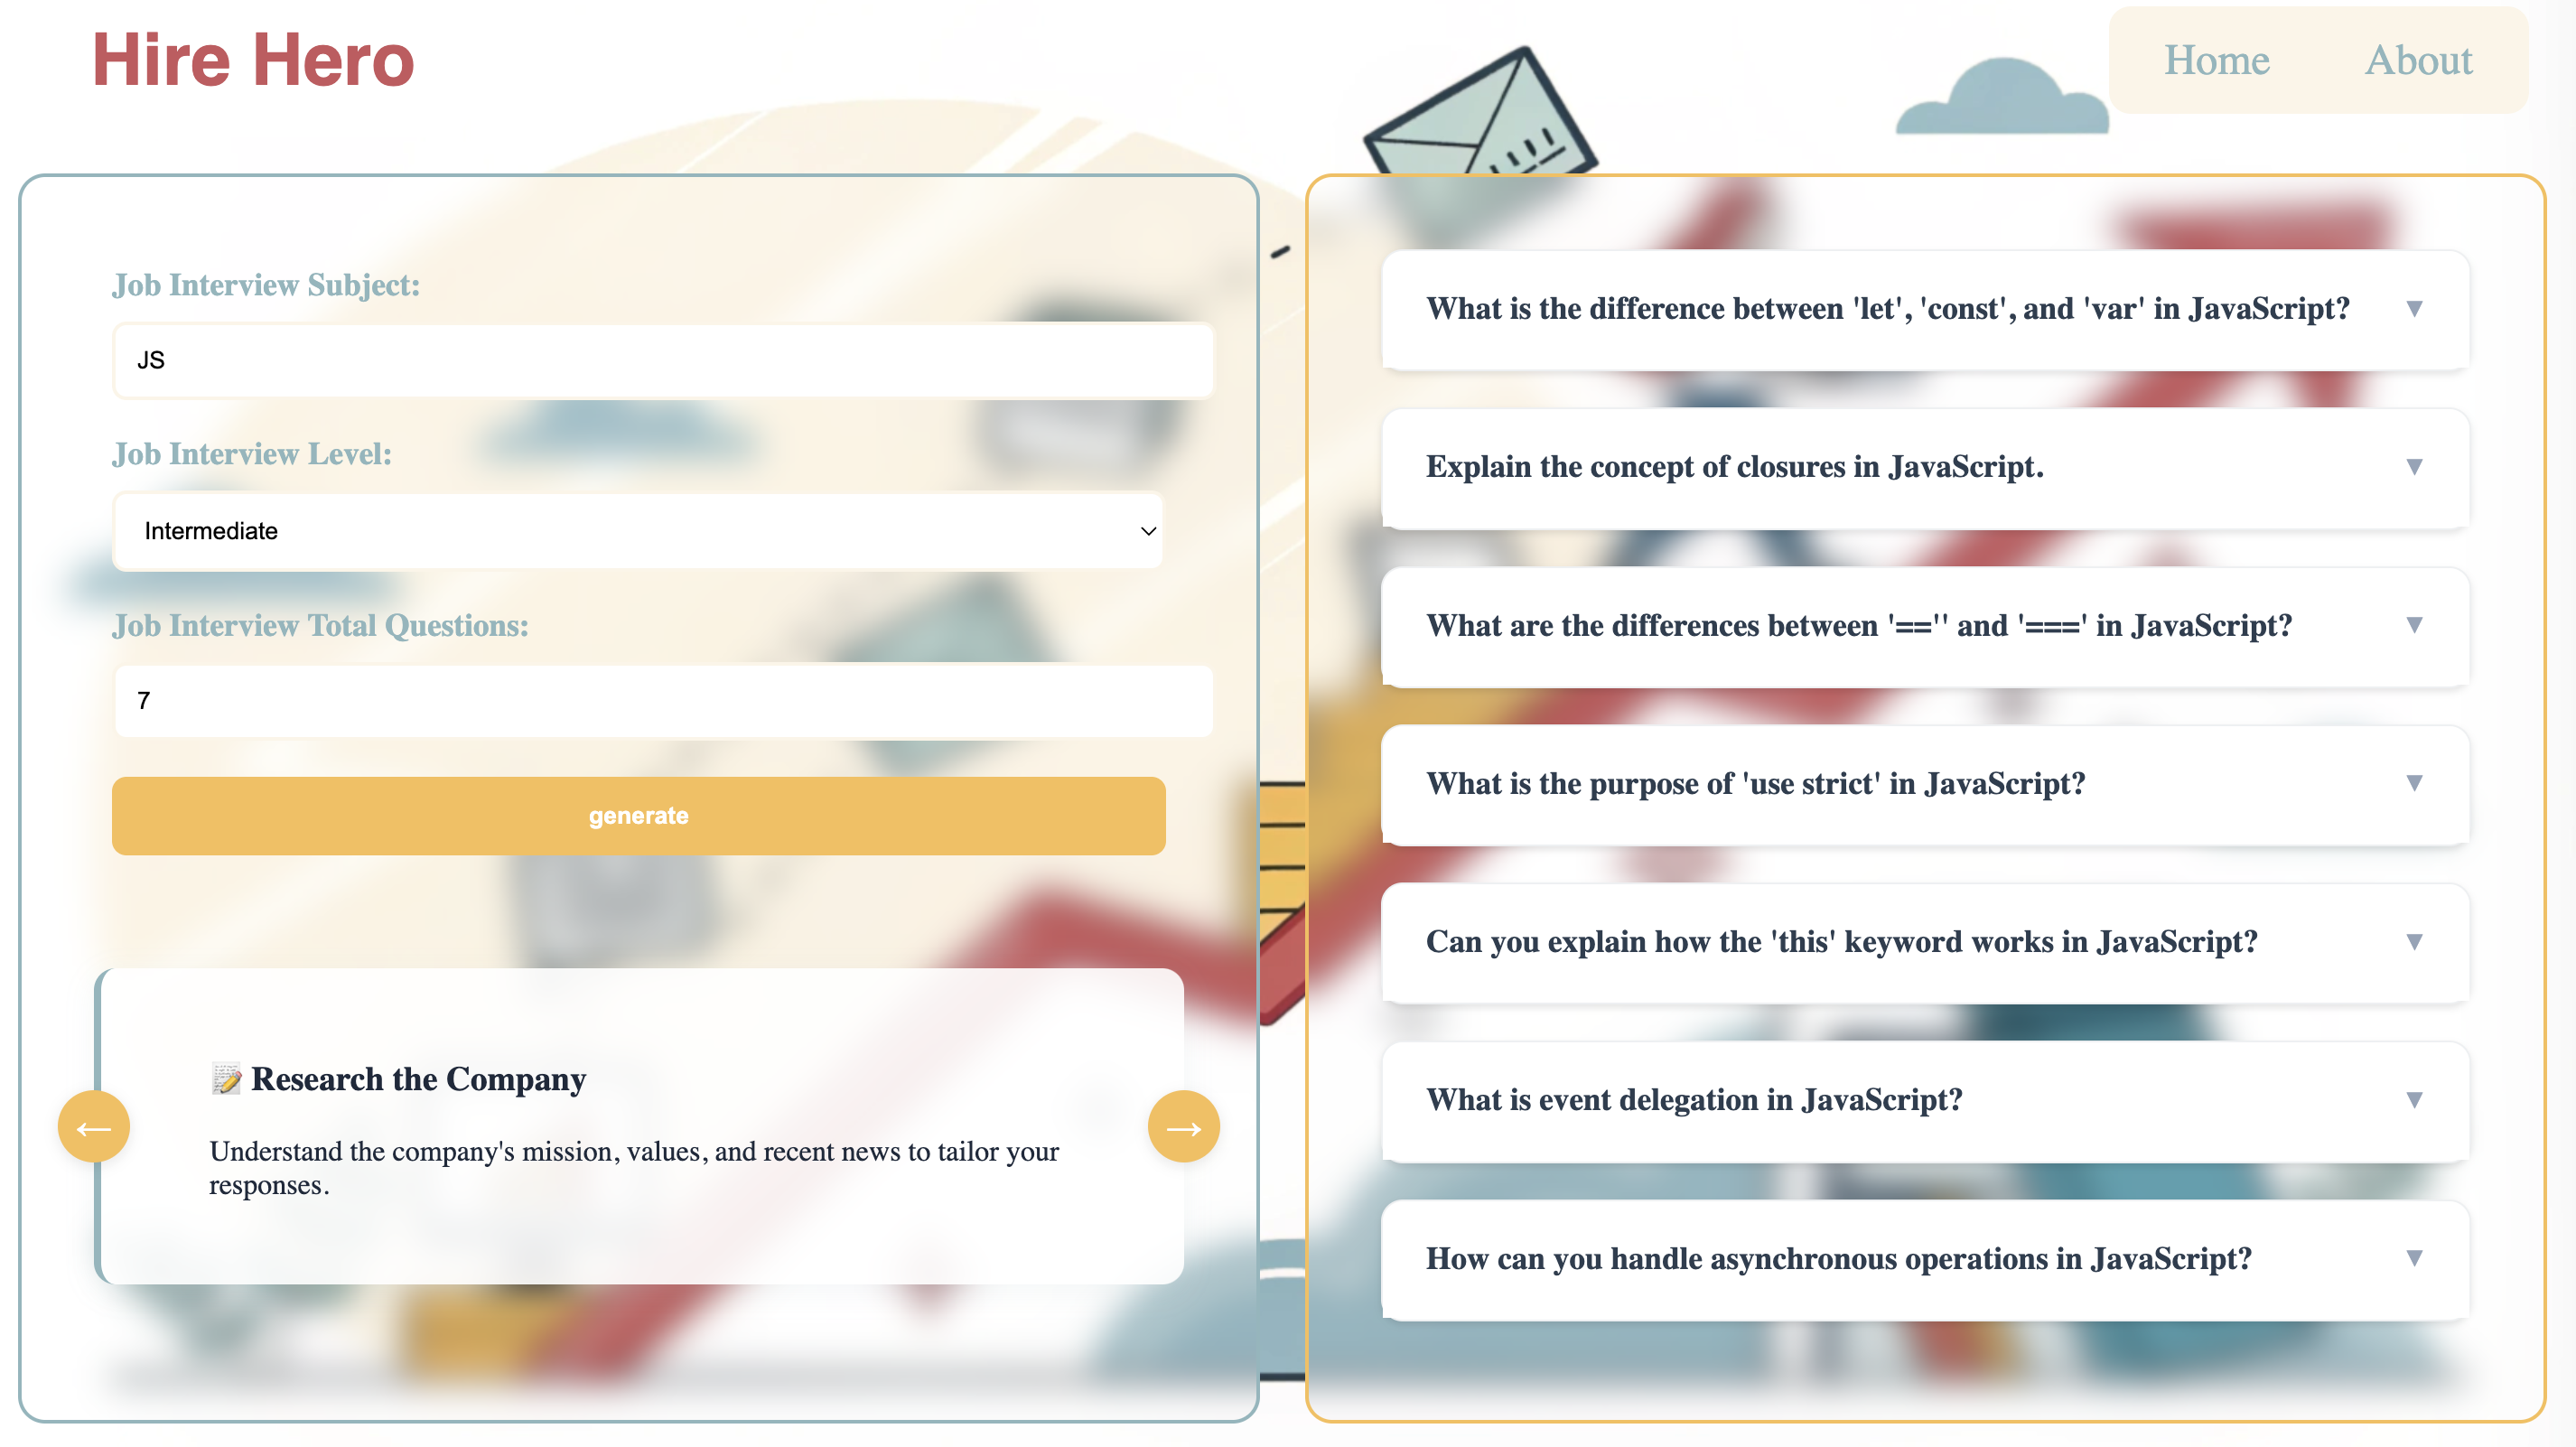 Hire Hero
Home
About
Job Interview Subject:
JS
Job Interview Level:
Intermediate
Job Interview Total Questions:
7
generate
📝 Research the Company
Understand the company's mission, values, and recent news to tailor your
responses.
←
→
What is the difference between 'let', 'const', and 'var' in JavaScript? ▼
Explain the concept of closures in JavaScript. ▼
What are the differences between '=='' and '===' in JavaScript? ▼
What is the purpose of 'use strict' in JavaScript? ▼
Can you explain how the 'this' keyword works in JavaScript? ▼
What is event delegation in JavaScript? ▼
How can you handle asynchronous operations in JavaScript? ▼